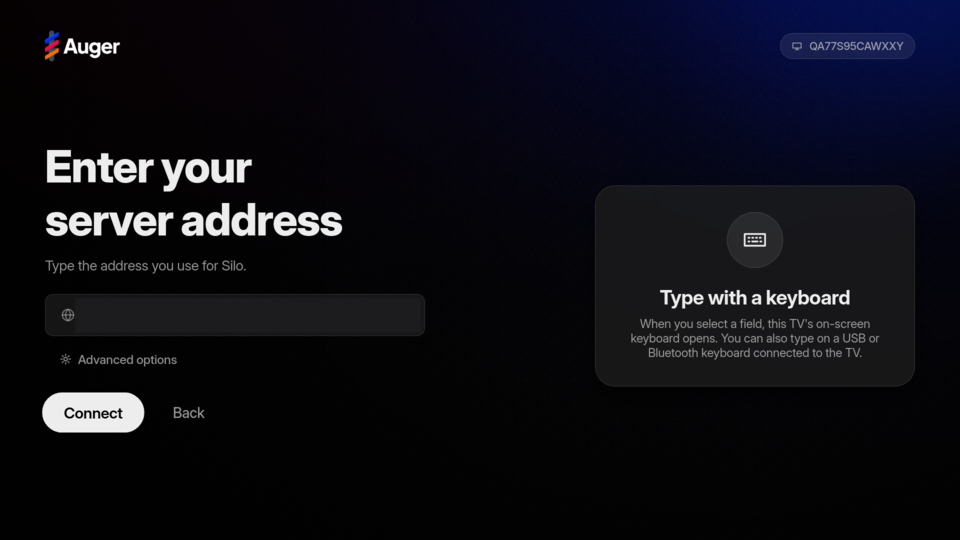 Auger
QA77S95CAWXXY
Enter your
server address
Type the address you use for Silo.
Advanced options
Connect
Back
Type with a keyboard
When you select a field, this TV's on-screen
keyboard opens. You can also type on a USB or
Bluetooth keyboard connected to the TV.